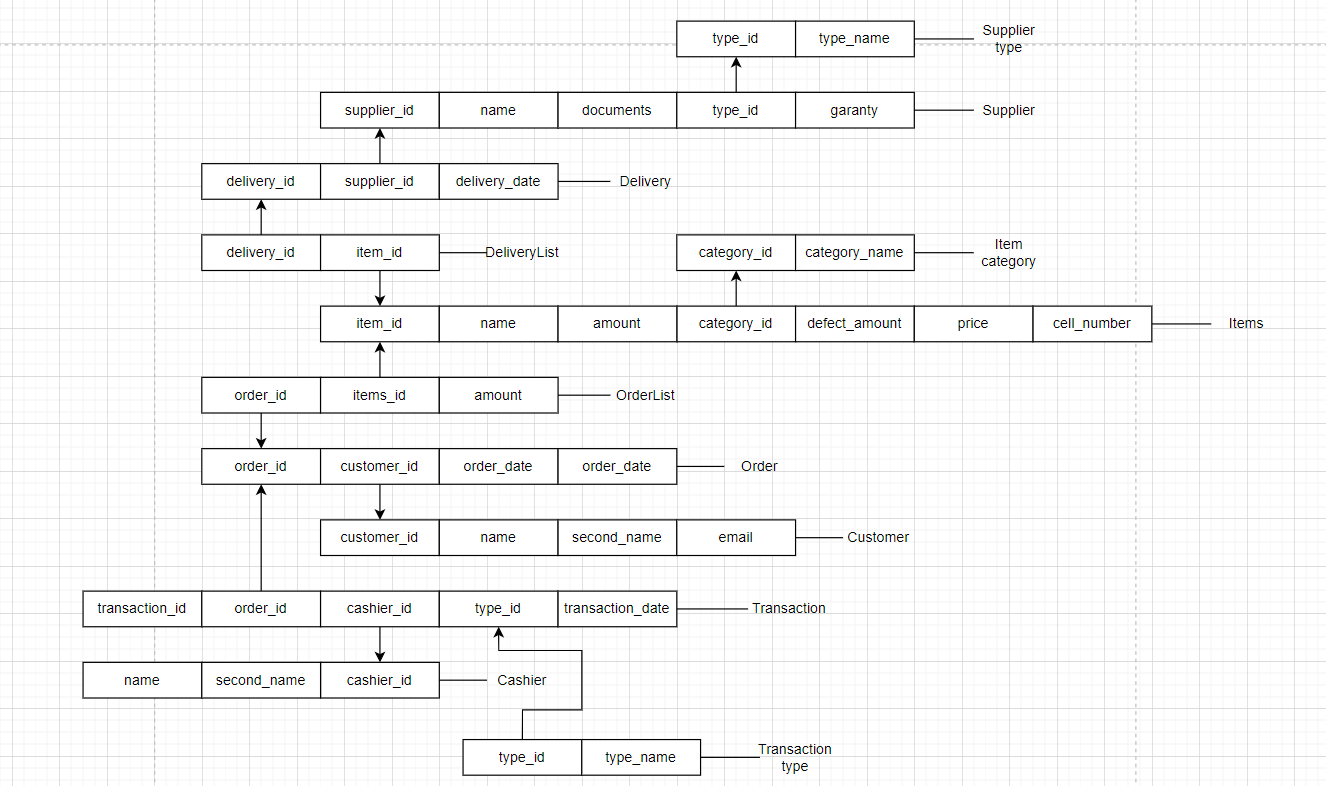 type_id type_name Supplier
type
supplier_id name documents type_id garanty Supplier
delivery_id supplier_id delivery_date Delivery
delivery_id item_id DeliveryList
category_id category_name Item
category
item_id name amount category_id defect_amount price cell_number Items
order_id items_id amount OrderList
order_id customer_id order_date order_date Order
customer_id name second_name email Customer
transaction_id order_id cashier_id type_id transaction_date Transaction
name second_name cashier_id Cashier
type_id type_name Transaction
type